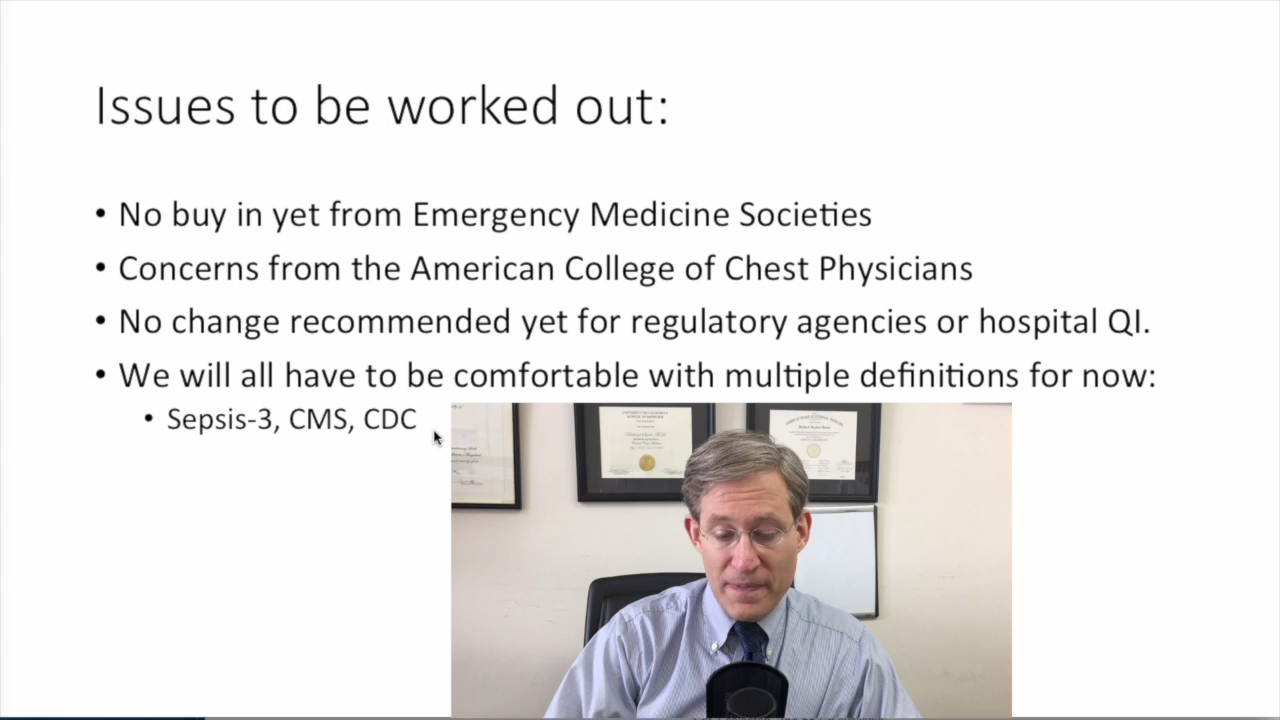 Issues to be worked out:
• No buy in yet from Emergency Medicine Societies
• Concerns from the American College of Chest Physicians
• No change recommended yet for regulatory agencies or hospital QI.
• We will all have to be comfortable with multiple definitions for now:
• Sepsis-3, CMS, CDC